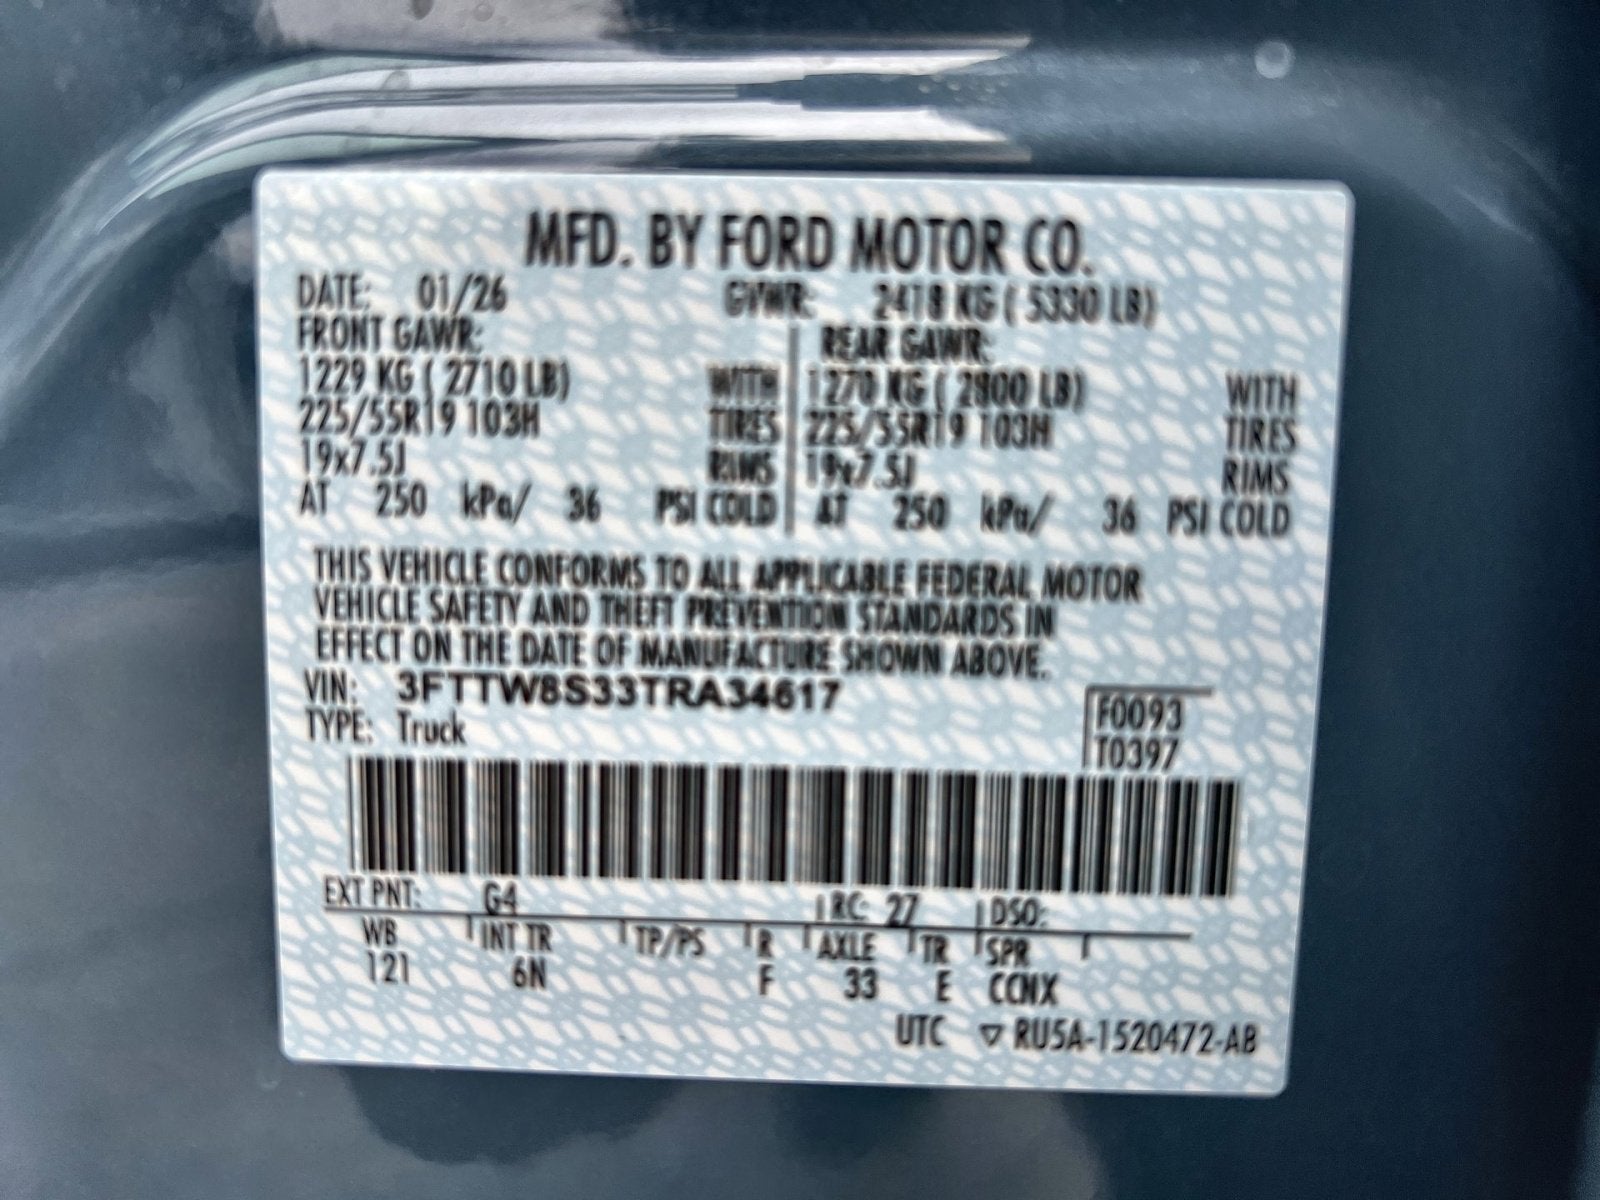 MFD. BY FORD MOTOR CO.
DATE: 01/26 GVWR: 2418 KG ( 5330 LB)
FRONT GAWR: REAR GAWR:
1229 KG ( 2710 LB) WITH 1270 KG ( 2800 LB) WITH
225/55R19 103H TIRES 225/55R19 103H TIRES
19x7.5J RIMS 19x7.5J RIMS
AT 250 kPa/ 36 PSI COLD AT 250 kPa/ 36 PSI COLD
THIS VEHICLE CONFORMS TO ALL APPLICABLE FEDERAL MOTOR
VEHICLE SAFETY AND THEFT PREVENTION STANDARDS IN
EFFECT ON THE DATE OF MANUFACTURE SHOWN ABOVE.
VIN: 3FTTW8S33TRA34617
TYPE: Truck
F0093
T0397
EXT PNT: G4 RC: 27 DSO:
WB INT TR TP/PS R AXLE TR SPR
121 6N F 33 E CCNX
UTC ▽ RU5A-1520472-AB